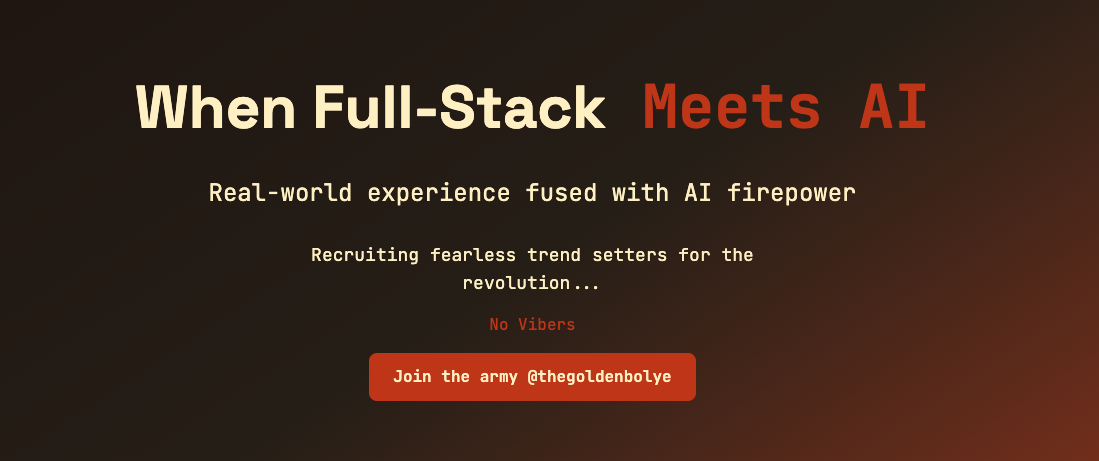 When Full-Stack Meets AI
Real-world experience fused with AI firepower
Recruiting fearless trend setters for the
revolution...
No Vibers
Join the army @thegoldenbolye